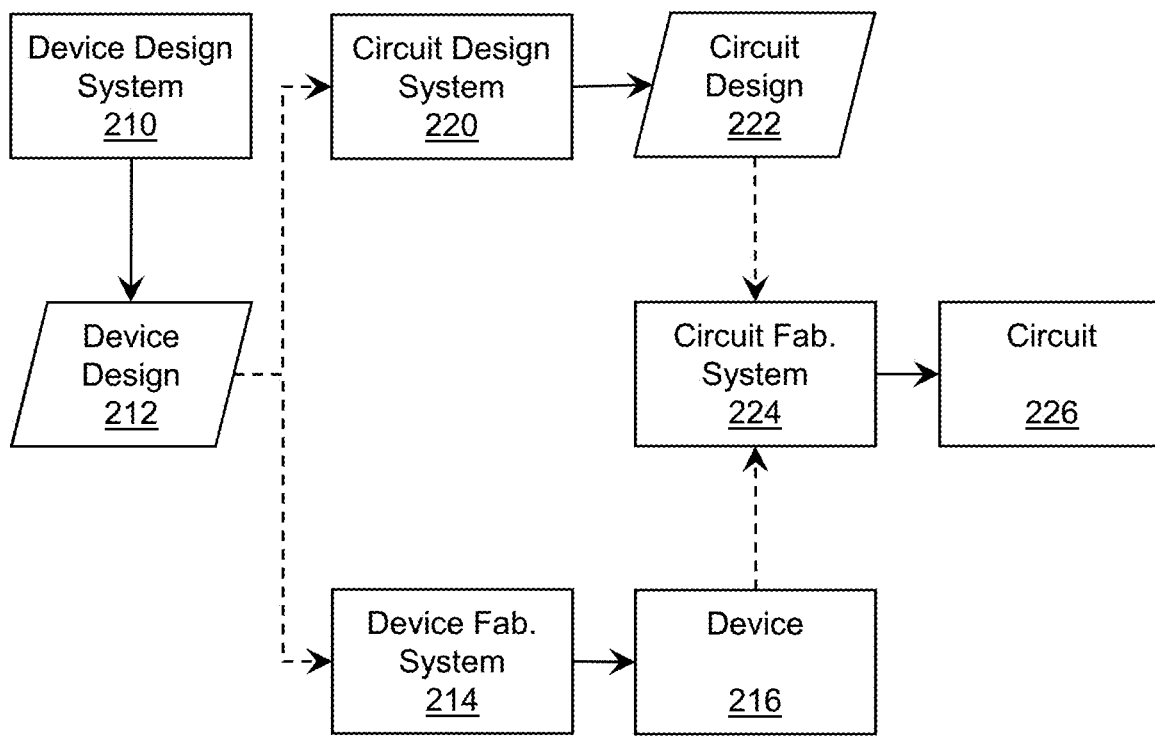 Device Design
System
210
Circuit Design
System
220
Circuit
Design
222
Device
Design
212
Circuit Fab.
System
224
Circuit
226
Device Fab.
System
214
Device
216